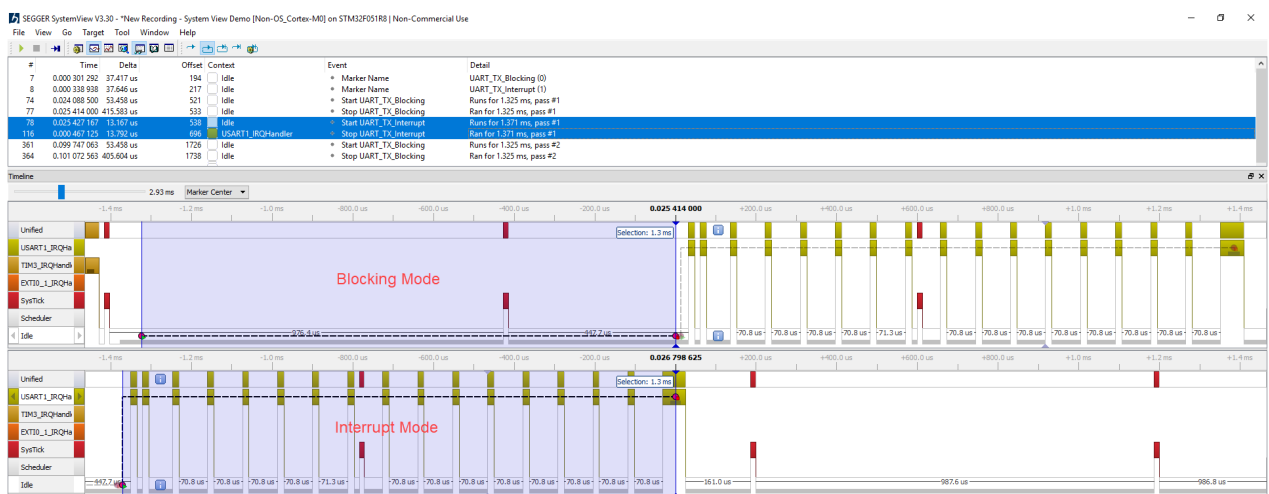 SEGGER SystemView V3.30 - *New Recording - System View Demo [Non-OS_Cortex-M0] on STM32F051R8 | Non-Commercial Use
File View Go Target Tool Window Help
# Time Delta Offset Context Event Detail
7 0.000 301 292 37.417 us 194 Idle Marker Name UART_TX_Blocking (0)
8 0.000 338 938 37.646 us 217 Idle Marker Name UART_TX_Interrupt (1)
74 0.024 088 500 53.458 us 521 Idle Start UART_TX_Blocking Runs for 1.325 ms, pass #1
77 0.025 414 000 415.583 us 533 Idle Stop UART_TX_Blocking Ran for 1.325 ms, pass #1
78 0.025 427 167 13.167 us 538 Idle Start UART_TX_Interrupt Runs for 1.371 ms, pass #1
116 0.000 467 125 13.792 us 696 USART1_IRQHandler Stop UART_TX_Interrupt Ran for 1.371 ms, pass #1
361 0.099 747 063 53.458 us 1726 Idle Start UART_TX_Blocking Runs for 1.325 ms, pass #2
364 0.101 072 563 405.604 us 1738 Idle Stop UART_TX_Blocking Ran for 1.325 ms, pass #2
Timeline
2.93 ms Marker Center
-1.4 ms -1.2 ms -1.0 ms -800.0 us -600.0 us -400.0 us -200.0 us 0.025 414 000 +200.0 us +400.0 us +600.0 us +800.0 us +1.0 ms +1.2 ms +1.4 ms
Unified Selection: 1.3 ms
USART1_IRQHa
TIM3_IRQHandl
Blocking Mode
EXTI0_1_IRQHa
SysTick
Scheduler
Idle 976.4 us 447.7 us -70.8 us -70.8 us -70.8 us -70.8 us -71.3 us -70.8 us -70.8 us -70.8 us -70.8 us -70.8 us -70.8 us -70.8 us
-1.4 ms -1.2 ms -1.0 ms -800.0 us -600.0 us -400.0 us -200.0 us 0.026 798 625 +200.0 us +400.0 us +600.0 us +800.0 us +1.0 ms +1.2 ms +1.4 ms
Unified Selection: 1.3 ms
USART1_IRQHa
TIM3_IRQHandl
Interrupt Mode
EXTI0_1_IRQHa
SysTick
Scheduler
Idle 447.7 us -70.8 us -70.8 us -70.8 us -70.8 us -71.3 us -70.8 us -70.8 us -70.8 us -70.8 us -70.8 us -70.8 us -70.8 us 161.0 us 987.6 us 986.8 us